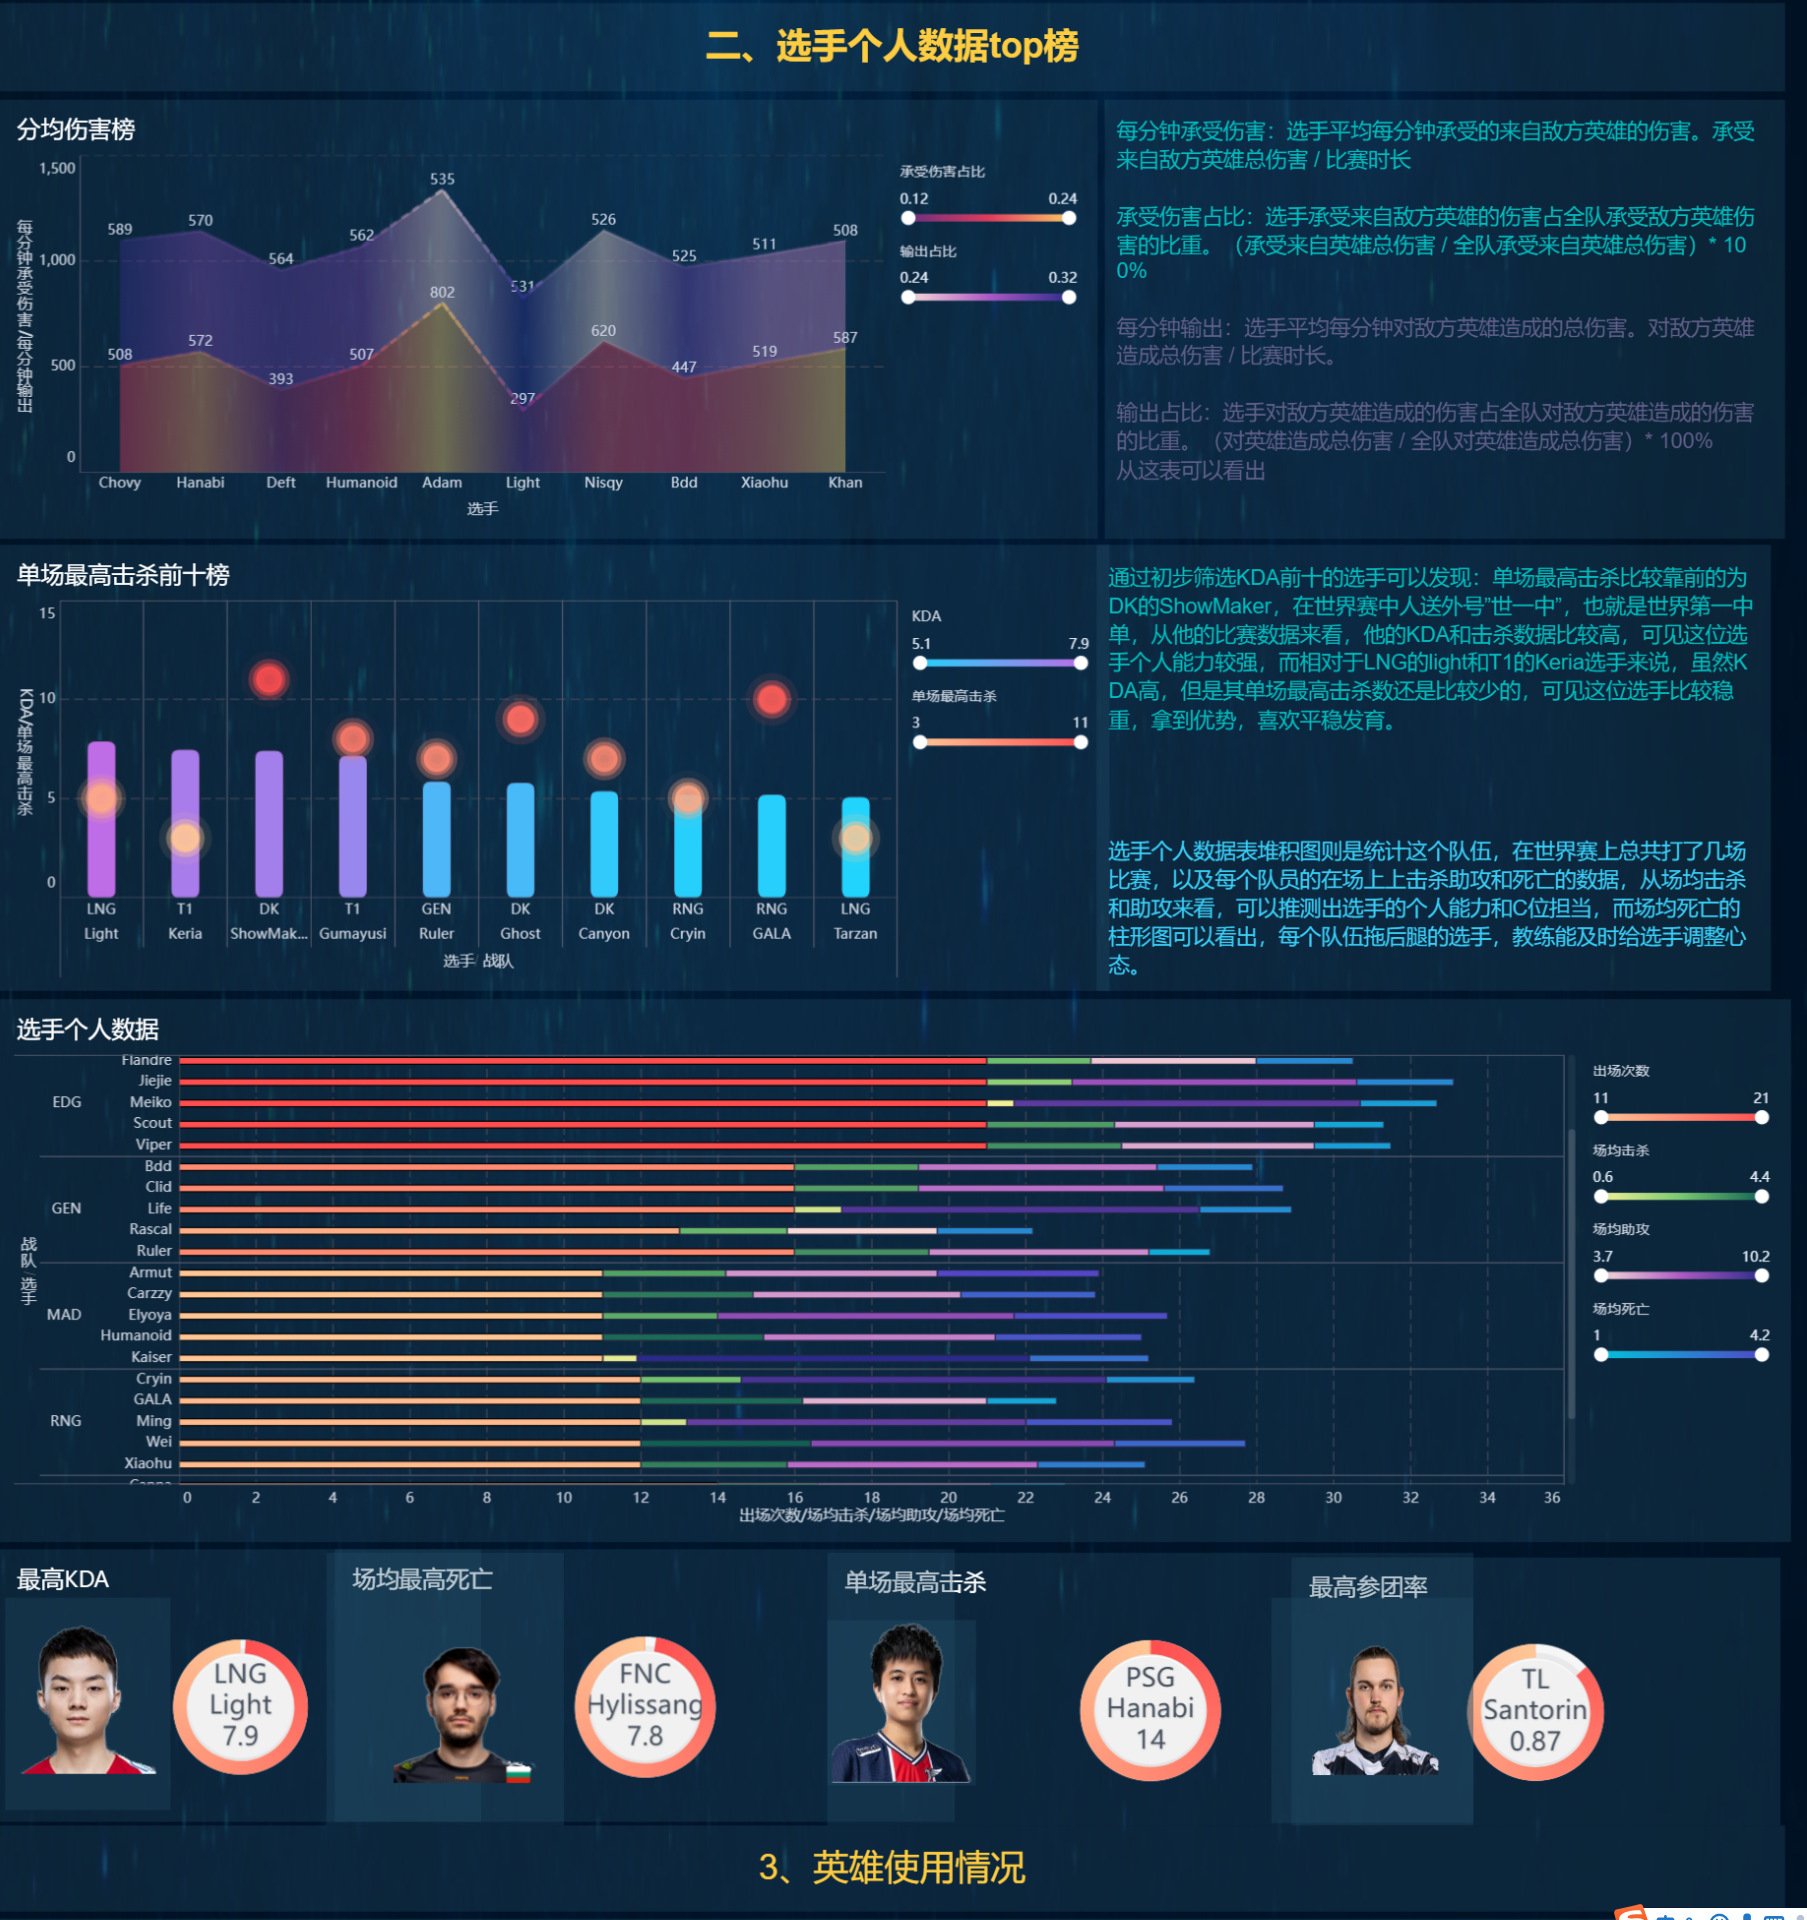 二、选手个人数据top榜
分均伤害榜
1,500
1,000
500
0
每分钟承受伤害/每分钟输出
589
570
564
562
535
531
526
525
511
508
508
572
393
507
802
297
620
447
519
587
Chovy
Hanabi
Deft
Humanoid
Adam
Light
Nisqy
Bdd
Xiaohu
Khan
选手
承受伤害占比
0.12
0.24
输出占比
0.24
0.32
每分钟承受伤害：选手平均每分钟承受的来自敌方英雄的伤害。承受
来自敌方英雄总伤害 / 比赛时长
承受伤害占比：选手承受来自敌方英雄的伤害占全队承受敌方英雄伤
害的比重。（承受来自英雄总伤害 / 全队承受来自英雄总伤害）* 10
0%
每分钟输出：选手平均每分钟对敌方英雄造成的总伤害。对敌方英雄
造成总伤害 / 比赛时长。
输出占比：选手对敌方英雄造成的伤害占全队对敌方英雄造成的伤害
的比重。（对英雄造成总伤害 / 全队对英雄造成总伤害）* 100%
从这表可以看出
单场最高击杀前十榜
15
10
5
0
KDA/单场最高击杀
LNG
T1
DK
T1
GEN
DK
DK
RNG
RNG
LNG
Light
Keria
ShowMak...
Gumayusi
Ruler
Ghost
Canyon
Cryin
GALA
Tarzan
选手 战队
KDA
5.1
7.9
单场最高击杀
3
11
通过初步筛选KDA前十的选手可以发现：单场最高击杀比较靠前的为
DK的ShowMaker，在世界赛中人送外号"世一中"，也就是世界第一中
单，从他的比赛数据来看，他的KDA和击杀数据比较高，可见这位选
手个人能力较强，而相对于LNG的light和T1的Keria选手来说，虽然K
DA高，但是其单场最高击杀数还是比较少的，可见这位选手比较稳
重，拿到优势，喜欢平稳发育。
选手个人数据表堆积图则是统计这个队伍，在世界赛上总共打了几场
比赛，以及每个队员的在场上上击杀助攻和死亡的数据，从场均击杀
和助攻来看，可以推测出选手的个人能力和C位担当，而场均死亡的
柱形图可以看出，每个队伍拖后腿的选手，教练能及时给选手调整心
态。
选手个人数据
战队 选手
EDG
Flandre
Jiejie
Meiko
Scout
Viper
GEN
Bdd
Clid
Life
Rascal
Ruler
MAD
Armut
Carzzy
Elyoya
Humanoid
Kaiser
RNG
Cryin
GALA
Ming
Wei
Xiaohu
0
2
4
6
8
10
12
14
16
18
20
22
24
26
28
30
32
34
36
出场次数/场均击杀/场均助攻/场均死亡
出场次数
11
21
场均击杀
0.6
4.4
场均助攻
3.7
10.2
场均死亡
1
4.2
最高KDA
LNG
Light
7.9
场均最高死亡
FNC
Hylissang
7.8
单场最高击杀
PSG
Hanabi
14
最高参团率
TL
Santorin
0.87
3、英雄使用情况